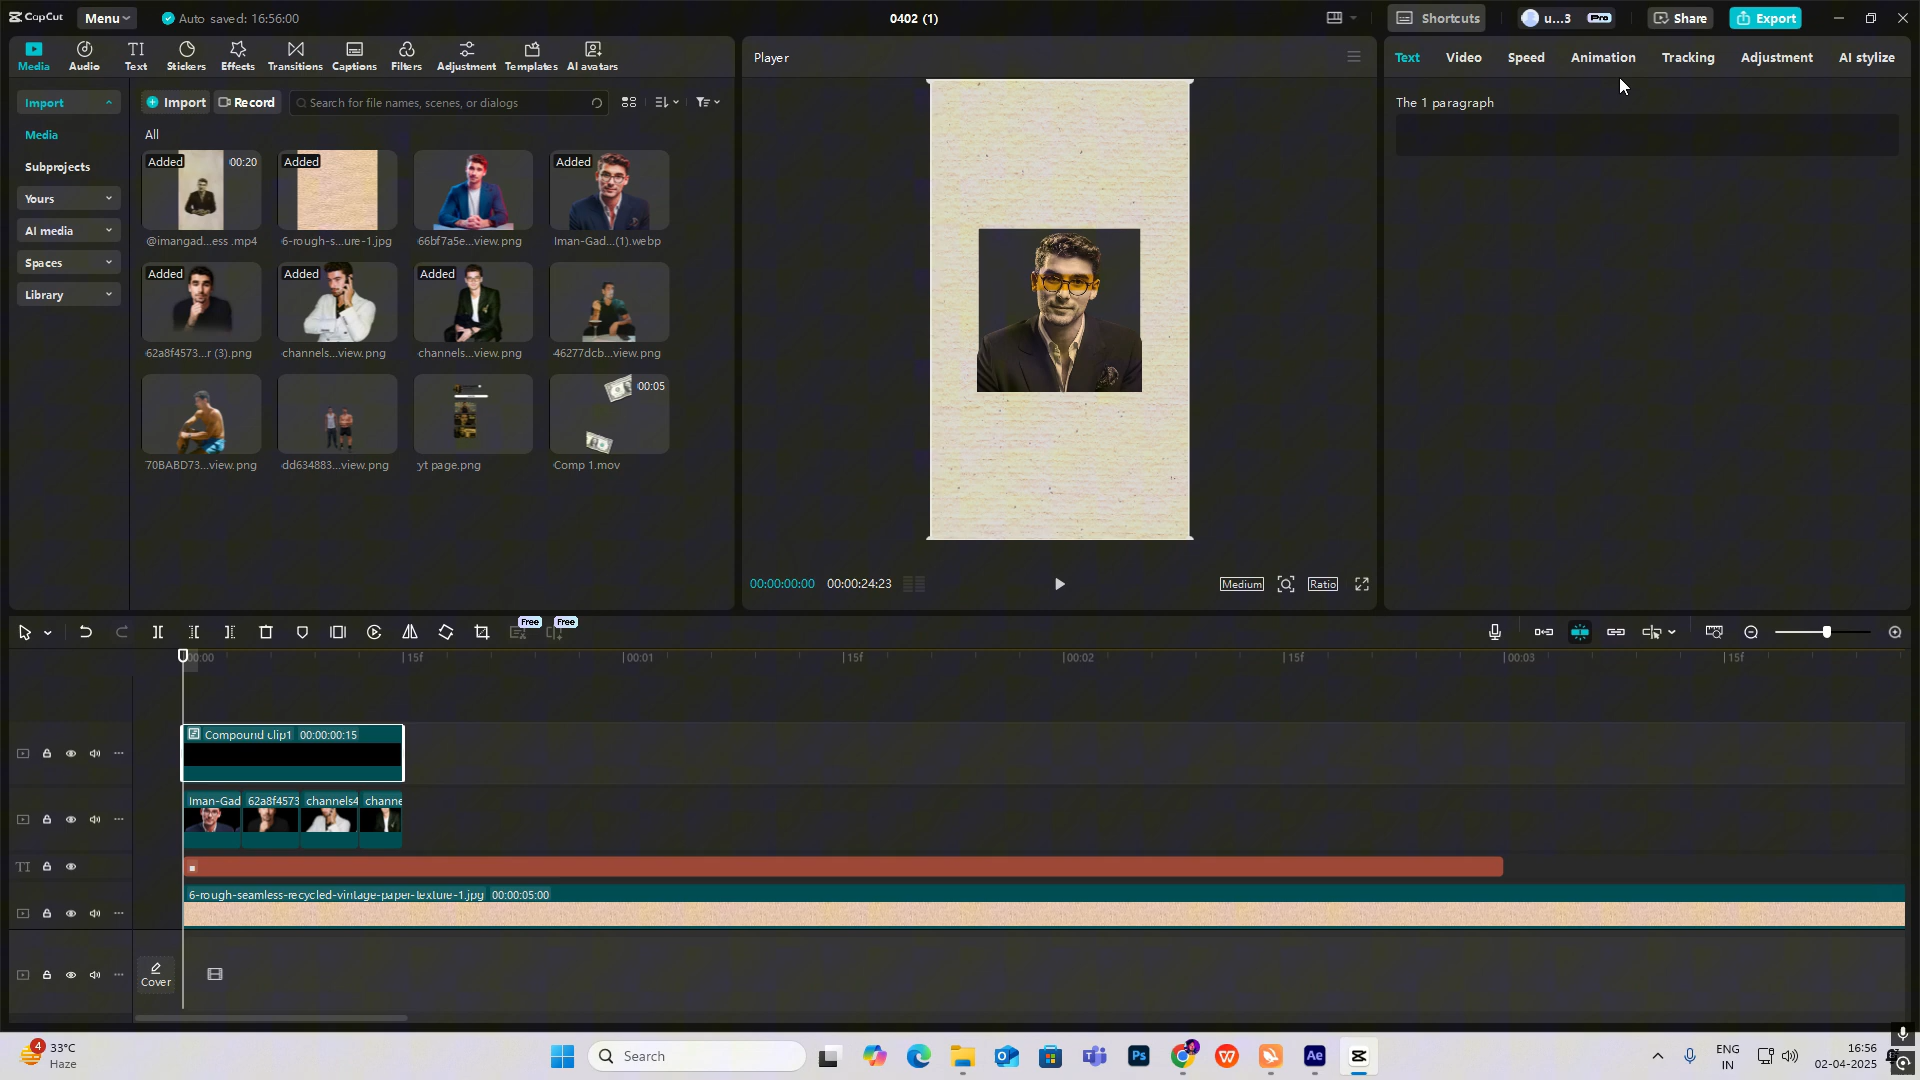 CapCut
Menu
Auto saved: 16:56:00
0402 (1)
Shortcuts
u...3
Pro
Share
Export
Media
Audio
Text
Stickers
Effects
Transitions
Captions
Filters
Adjustment
Templates
AI avatars
Import
Media
Subprojects
Yours
AI media
Spaces
Library
Import
Record
Search for file names, scenes, or dialogs
All
Added
00:20
Added
Added
@imangad...ess .mp4
6-rough-s...ure-1.jpg
66bf7a5e...view.png
Iman-Gad...(1).webp
Added
Added
Added
62a8f4573...r (3).png
channels...view.png
channels...view.png
46277dcb...view.png
00:05
70BABD73...view.png
dd634883...view.png
yt page.png
Comp 1.mov
Player
00:00:00:00
00:00:24:23
Medium
Ratio
Text
Video
Speed
Animation
Tracking
Adjustment
AI stylize
The 1 paragraph
Free
Free
00:00
15f
00:01
15f
00:02
15f
00:03
15f
Compound clip1 00:00:00:15
Iman-Gad
62a8f4573
channels4
channe
TI
6-rough-seamless-recycled-vintage-paper-texture-1.jpg 00:00:05:00
Cover
4
33°C
Haze
Search
Ps
Ae
ENG
IN
16:56
02-04-2025